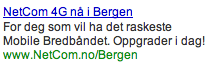 NetCom 4G nå i Bergen
For deg som vil ha det raskeste
Mobile Bredbåndet. Oppgrader i dag!
www.NetCom.no/Bergen